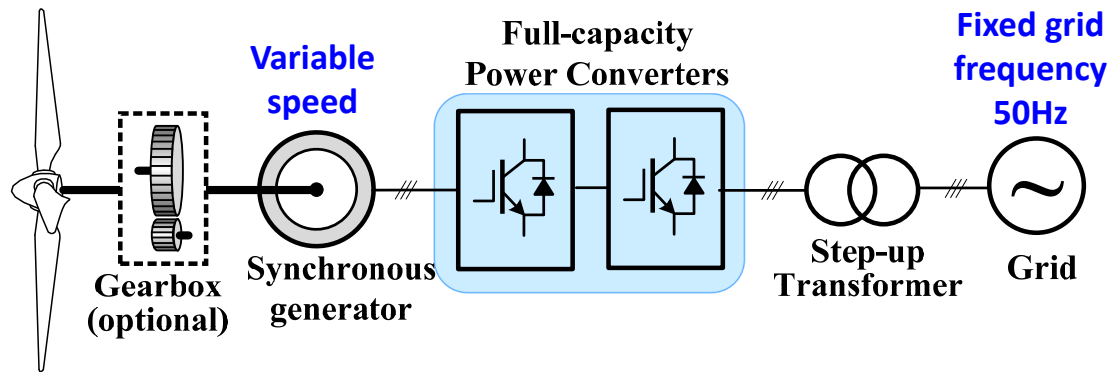 Full-capacity
Power Converters
Variable
speed
Fixed grid
frequency
50Hz
Gearbox
(optional)
Synchronous
generator
Step-up
Transformer
Grid